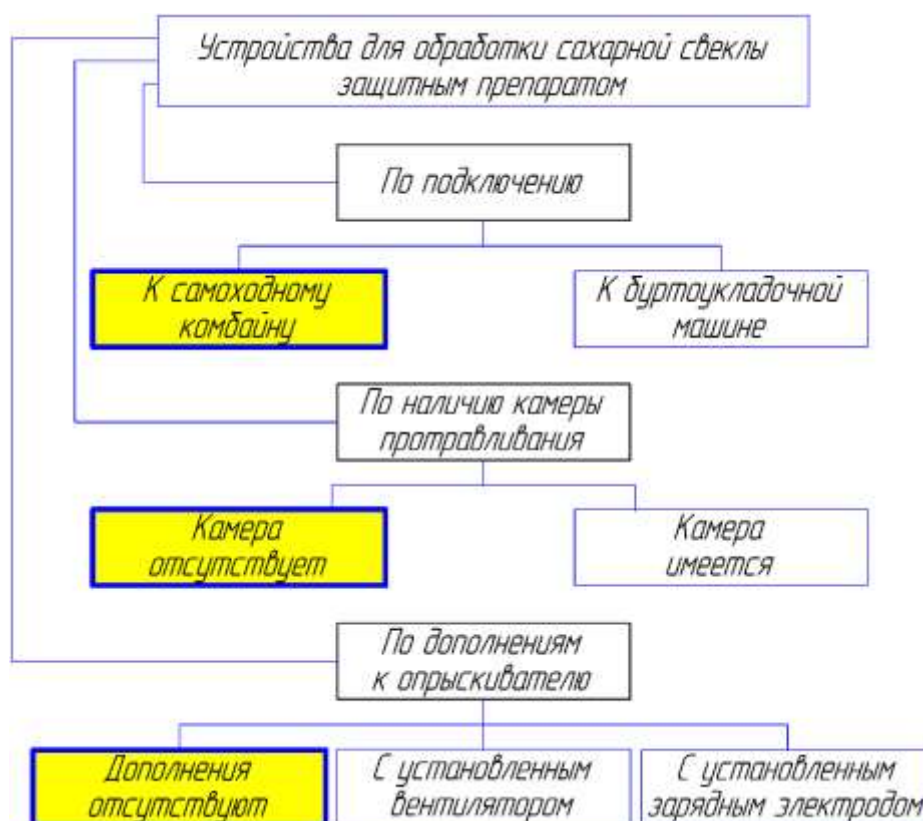 Устройства для обработки сахарной свеклы
защитным препаратом
По подключению
К самоходному
комбайну
К буртоукладочной
машине
По наличию камеры
протравливания
Камера
отсутствует
Камера
имеется
По дополнениям
к опрыскивателю
Дополнения
отсутствуют
С установленным
вентилятором
С установленным
зарядным электродом